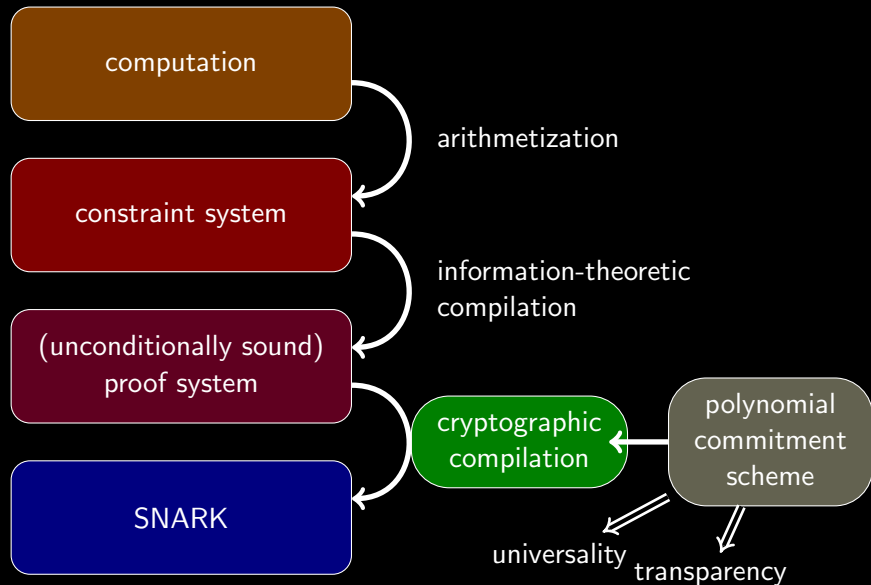 computation
arithmetization
constraint system
information-theoretic
compilation
(unconditionally sound)
proof system
cryptographic
compilation
polynomial
commitment
scheme
SNARK
universality
transparency